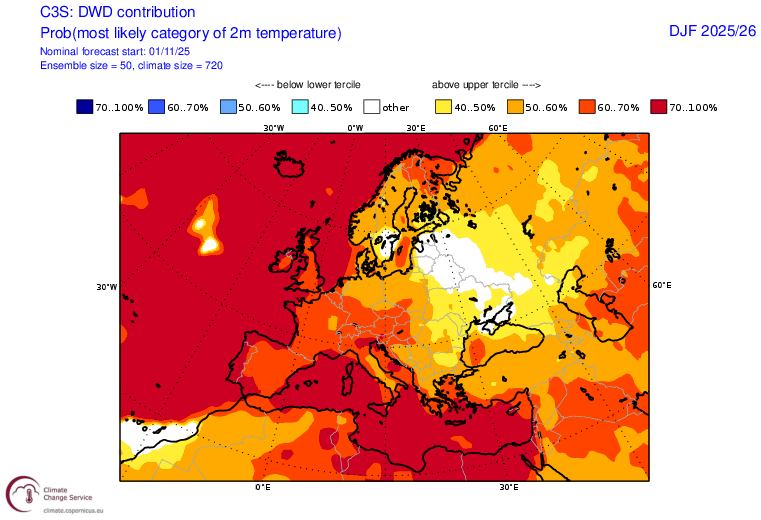 C3S: DWD contribution
Prob(most likely category of 2m temperature)
DJF 2025/26
Nominal forecast start: 01/11/25
Ensemble size = 50, climate size = 720
<---- below lower tercile above upper tercile ---->
70..100% 60..70% 50..60% 40..50% other 40..50% 50..60% 60..70% 70..100%
30°W 0°W 30°E 60°E
30°W 60°E
0°E 30°E
Climate
Change Service
climate.copernicus.eu